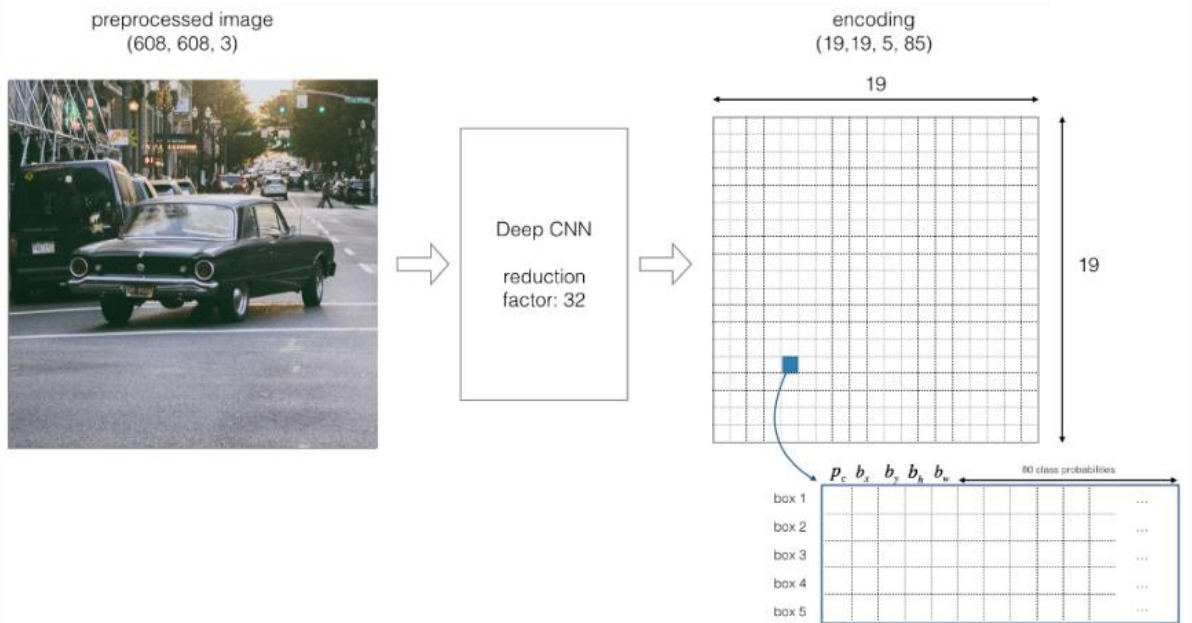 preprocessed image
(608, 608, 3)
encoding
(19,19, 5, 85)
19
Deep CNN
reduction
factor: 32
19
p_c b_x b_y b_h b_w
80 class probabilities
box 1
...
box 2
...
box 3
...
box 4
...
box 5
...